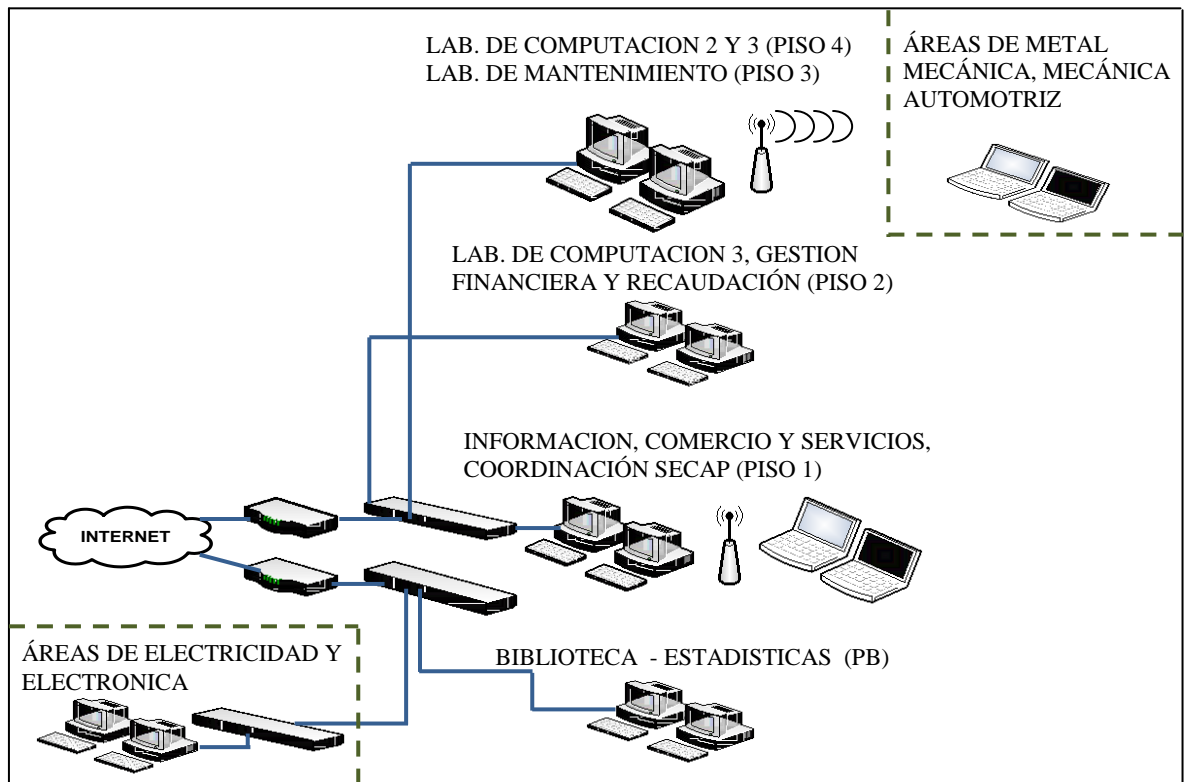 LAB. DE COMPUTACION 2 Y 3 (PISO 4)
LAB. DE MANTENIMIENTO (PISO 3)
ÁREAS DE METAL
MECÁNICA, MECÁNICA
AUTOMOTRIZ
LAB. DE COMPUTACION 3, GESTION
FINANCIERA Y RECAUDACIÓN (PISO 2)
INFORMACION, COMERCIO Y SERVICIOS,
COORDINACIÓN SECAP (PISO 1)
INTERNET
ÁREAS DE ELECTRICIDAD Y
ELECTRONICA
BIBLIOTECA - ESTADISTICAS (PB)